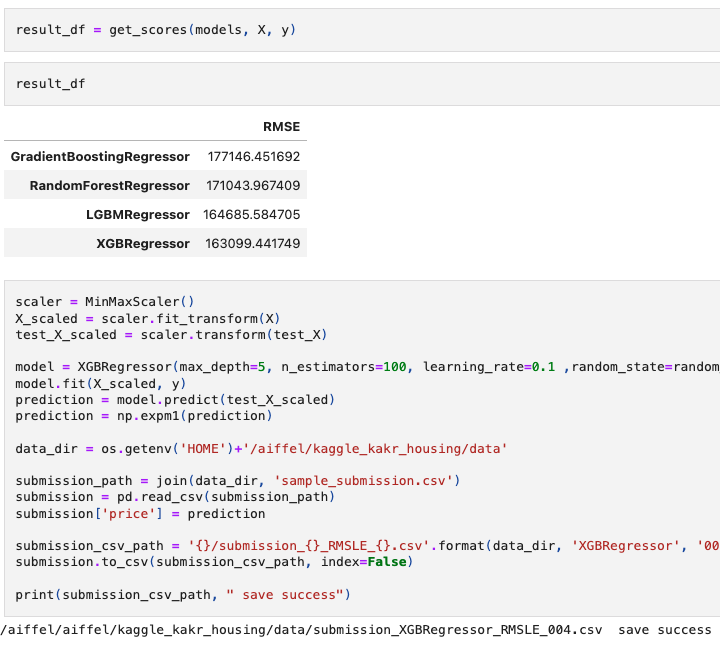 result_df = get_scores(models, X, y)
result_df
RMSE
GradientBoostingRegressor 177146.451692
RandomForestRegressor 171043.967409
LGBMRegressor 164685.584705
XGBRegressor 163099.441749
scaler = MinMaxScaler()
X_scaled = scaler.fit_transform(X)
test_X_scaled = scaler.transform(test_X)
model = XGBRegressor(max_depth=5, n_estimators=100, learning_rate=0.1 ,random_state=random_
model.fit(X_scaled, y)
prediction = model.predict(test_X_scaled)
prediction = np.expm1(prediction)
data_dir = os.getenv('HOME')+'/aiffel/kaggle_kakr_housing/data'
submission_path = join(data_dir, 'sample_submission.csv')
submission = pd.read_csv(submission_path)
submission['price'] = prediction
submission_csv_path = '{}/submission_{}_RMSLE_{}.csv'.format(data_dir, 'XGBRegressor', '00
submission.to_csv(submission_csv_path, index=False)
print(submission_csv_path, " save success")
/aiffel/aiffel/kaggle_kakr_housing/data/submission_XGBRegressor_RMSLE_004.csv  save success